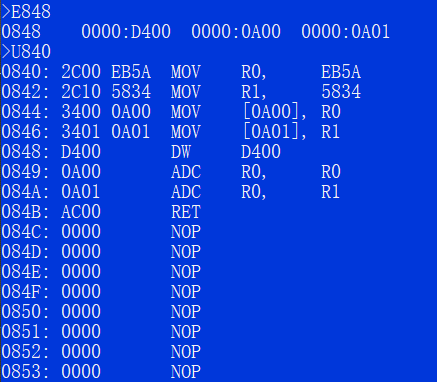 >E848
0848 0000:D400 0000:0A00 0000:0A01
>U840
0840: 2C00 EB5A MOV R0, EB5A
0842: 2C10 5834 MOV R1, 5834
0844: 3400 0A00 MOV [0A00], R0
0846: 3401 0A01 MOV [0A01], R1
0848: D400 DW D400
0849: 0A00 ADC R0, R0
084A: 0A01 ADC R0, R1
084B: AC00 RET
084C: 0000 NOP
084D: 0000 NOP
084E: 0000 NOP
084F: 0000 NOP
0850: 0000 NOP
0851: 0000 NOP
0852: 0000 NOP
0853: 0000 NOP